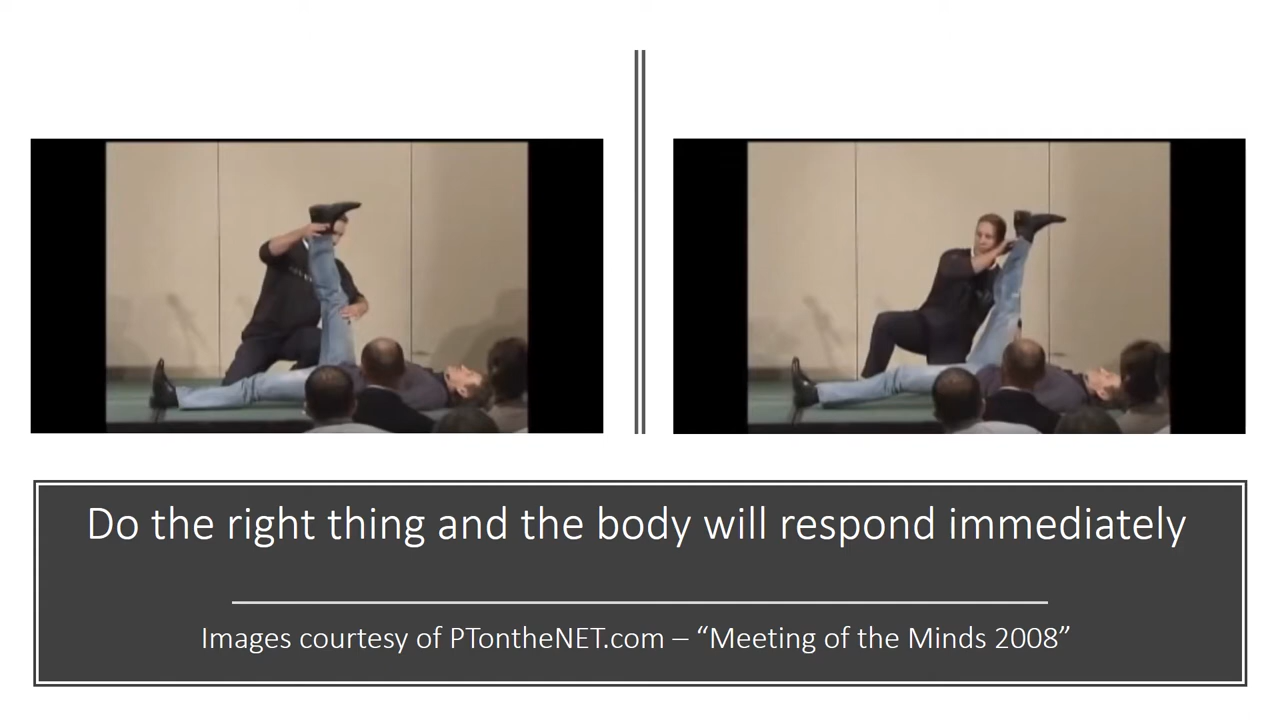 Do the right thing and the body will respond immediately
Images courtesy of PTontheNET.com – “Meeting of the Minds 2008”